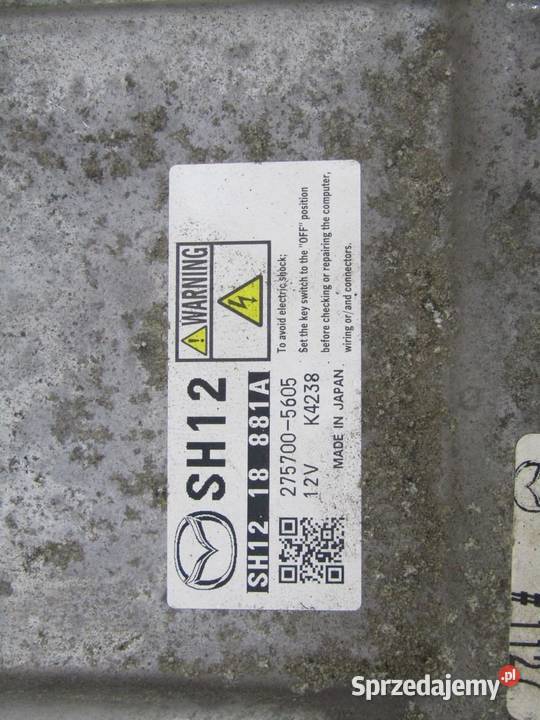 SH12
SH12 18 881A
275700-5605
12V K4238
MADE IN JAPAN.
WARNING
To avoid electric shock;
Set the key switch to the "OFF" position
before checking or repairing the computer,
wiring or/and connectors.
Sprzedajemy.pl